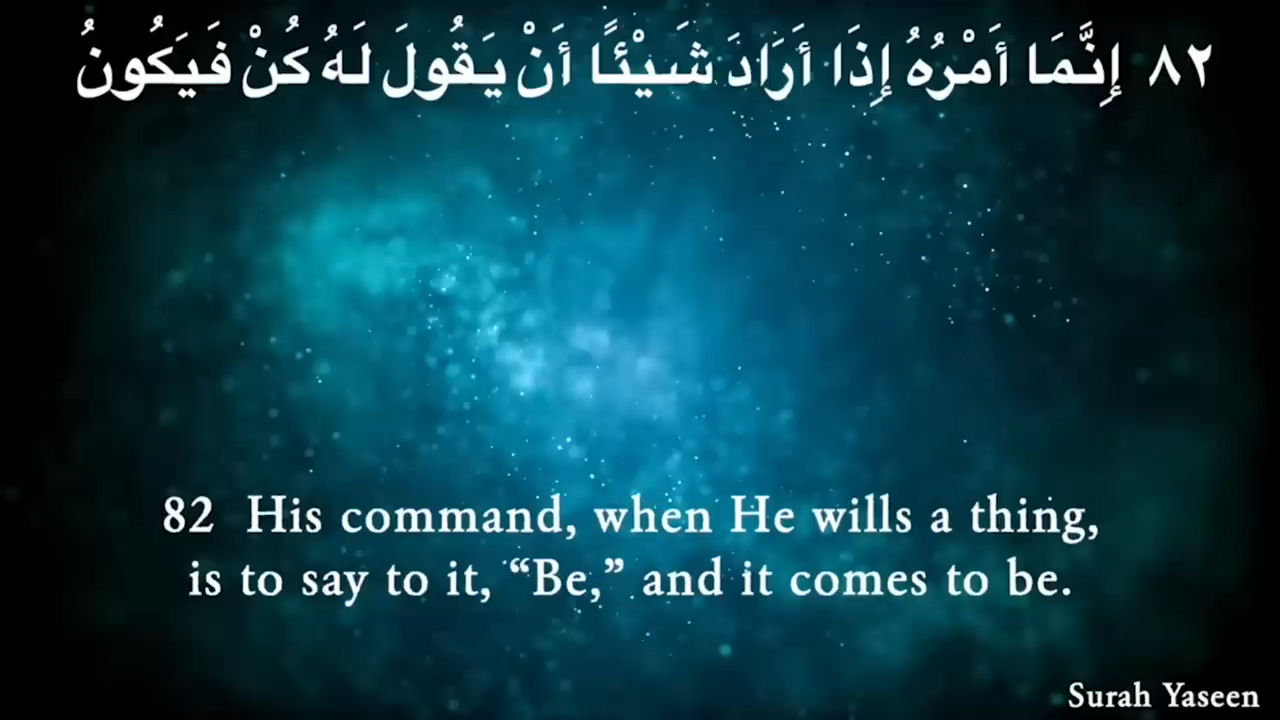 ٨٢ إِنَّمَا أَمْرُهُ إِذَا أَرَادَ شَيْئًا أَنْ يَقُولَ لَهُ كُنْ فَيَكُونُ
82 His command, when He wills a thing,
is to say to it, “Be,” and it comes to be.
Surah Yaseen